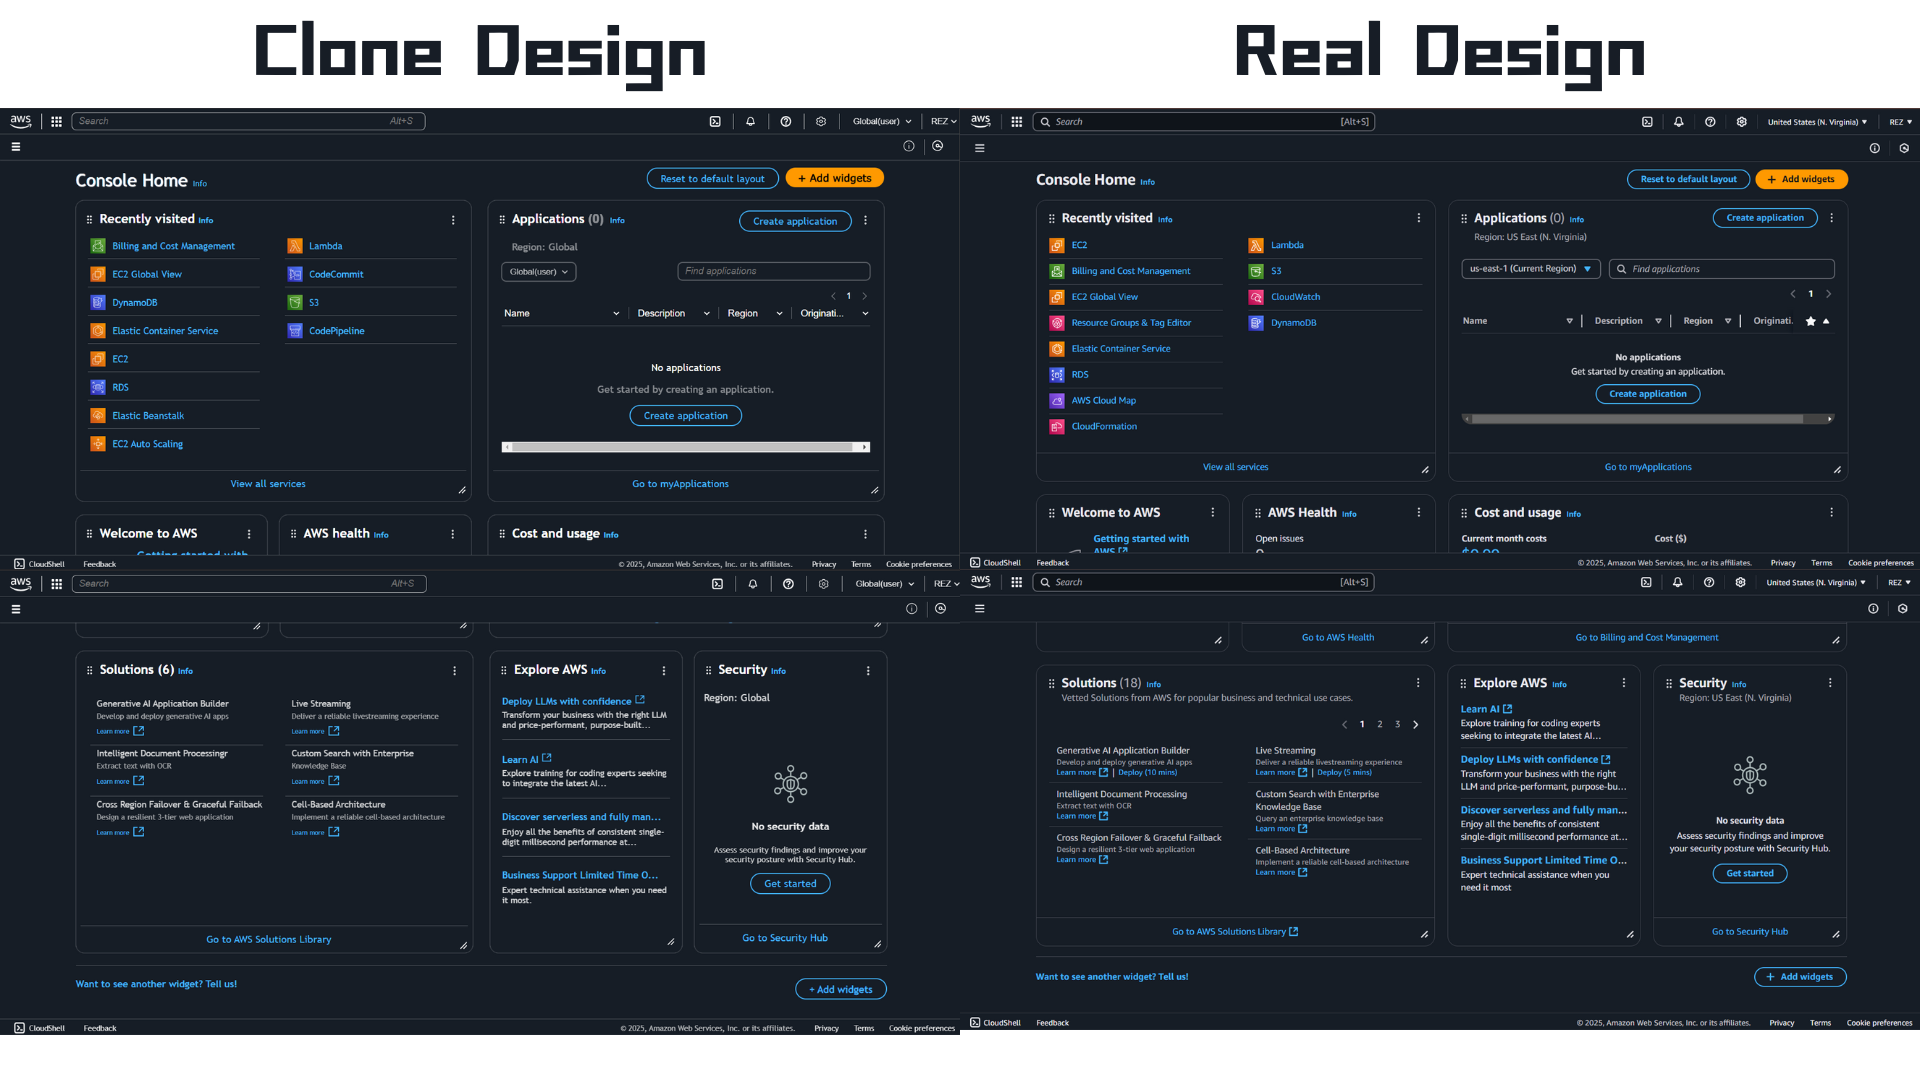 Clone Design
Real Design
aws
Search
Alt+S
Global(user)
REZ
Console Home Info
Reset to default layout
+ Add widgets
Recently visited Info
Billing and Cost Management
Lambda
EC2 Global View
CodeCommit
DynamoDB
S3
Elastic Container Service
CodePipeline
EC2
RDS
Elastic Beanstalk
EC2 Auto Scaling
View all services
Applications (0) Info
Create application
Region: Global
Global(user)
Find applications
1
Name
Description
Region
Originati...
No applications
Get started by creating an application.
Create application
Go to myApplications
Welcome to AWS
Getting started with
AWS health Info
Cost and usage Info
CloudShell
Feedback
© 2025, Amazon Web Services, Inc. or its affiliates.
Privacy
Terms
Cookie preferences
aws
Search
Alt+S
Global(user)
REZ
Solutions (6) Info
Generative AI Application Builder
Develop and deploy generative AI apps
Learn more
Live Streaming
Deliver a reliable livestreaming experience
Learn more
Intelligent Document Processingr
Extract text with OCR
Learn more
Custom Search with Enterprise
Knowledge Base
Learn more
Cross Region Failover & Graceful Failback
Design a resilient 3-tier web application
Learn more
Cell-Based Architecture
Implement a reliable cell-based architecture
Learn more
Go to AWS Solutions Library
Explore AWS Info
Deploy LLMs with confidence
Transform your business with the right LLM
and price-performant, purpose-built...
Learn AI
Explore training for coding experts seeking
to integrate the latest AI...
Discover serverless and fully man...
Enjoy all the benefits of consistent single-
digit millisecond performance at...
Business Support Limited Time O...
Expert technical assistance when you need
it most.
Security Info
Region: Global
No security data
Assess security findings and improve your
security posture with Security Hub.
Get started
Go to Security Hub
Want to see another widget? Tell us!
+ Add widgets
CloudShell
Feedback
© 2025, Amazon Web Services, Inc. or its affiliates.
Privacy
Terms
Cookie preferences
aws
Search
[Alt+S]
United States (N. Virginia)
REZ
Console Home Info
Reset to default layout
+ Add widgets
Recently visited Info
EC2
Lambda
Billing and Cost Management
S3
EC2 Global View
CloudWatch
Resource Groups & Tag Editor
DynamoDB
Elastic Container Service
RDS
AWS Cloud Map
CloudFormation
View all services
Applications (0) Info
Create application
Region: US East (N. Virginia)
us-east-1 (Current Region)
Find applications
1
Name
Description
Region
Originati.
No applications
Get started by creating an application.
Create application
Go to myApplications
Welcome to AWS
Getting started with
AWS
AWS Health Info
Open issues
0
Cost and usage Info
Current month costs
Cost ($)
$0.00
CloudShell
Feedback
© 2025, Amazon Web Services, Inc. or its affiliates.
Privacy
Terms
Cookie preferences
aws
Search
[Alt+S]
United States (N. Virginia)
REZ
Go to AWS Health
Go to Billing and Cost Management
Solutions (18) Info
Vetted Solutions from AWS for popular business and technical use cases.
1 2 3
Generative AI Application Builder
Develop and deploy generative AI apps
Learn more | Deploy (10 mins)
Live Streaming
Deliver a reliable livestreaming experience
Learn more | Deploy (5 mins)
Intelligent Document Processing
Extract text with OCR
Learn more
Custom Search with Enterprise
Knowledge Base
Query an enterprise knowledge base
Learn more
Cross Region Failover & Graceful Failback
Design a resilient 3-tier web application
Learn more
Cell-Based Architecture
Implement a reliable cell-based architecture
Learn more
Go to AWS Solutions Library
Explore AWS Info
Learn AI
Explore training for coding experts
seeking to integrate the latest AI...
Deploy LLMs with confidence
Transform your business with the right
LLM and price-performant, purpose-bu...
Discover serverless and fully man...
Enjoy all the benefits of consistent
single-digit millisecond performance at...
Business Support Limited Time O...
Expert technical assistance when you
need it most
Security Info
Region: US East (N. Virginia)
No security data
Assess security findings and improve
your security posture with Security Hub.
Get started
Go to Security Hub
Want to see another widget? Tell us!
+ Add widgets
CloudShell
Feedback
© 2025, Amazon Web Services, Inc. or its affiliates.
Privacy
Terms
Cookie preferences